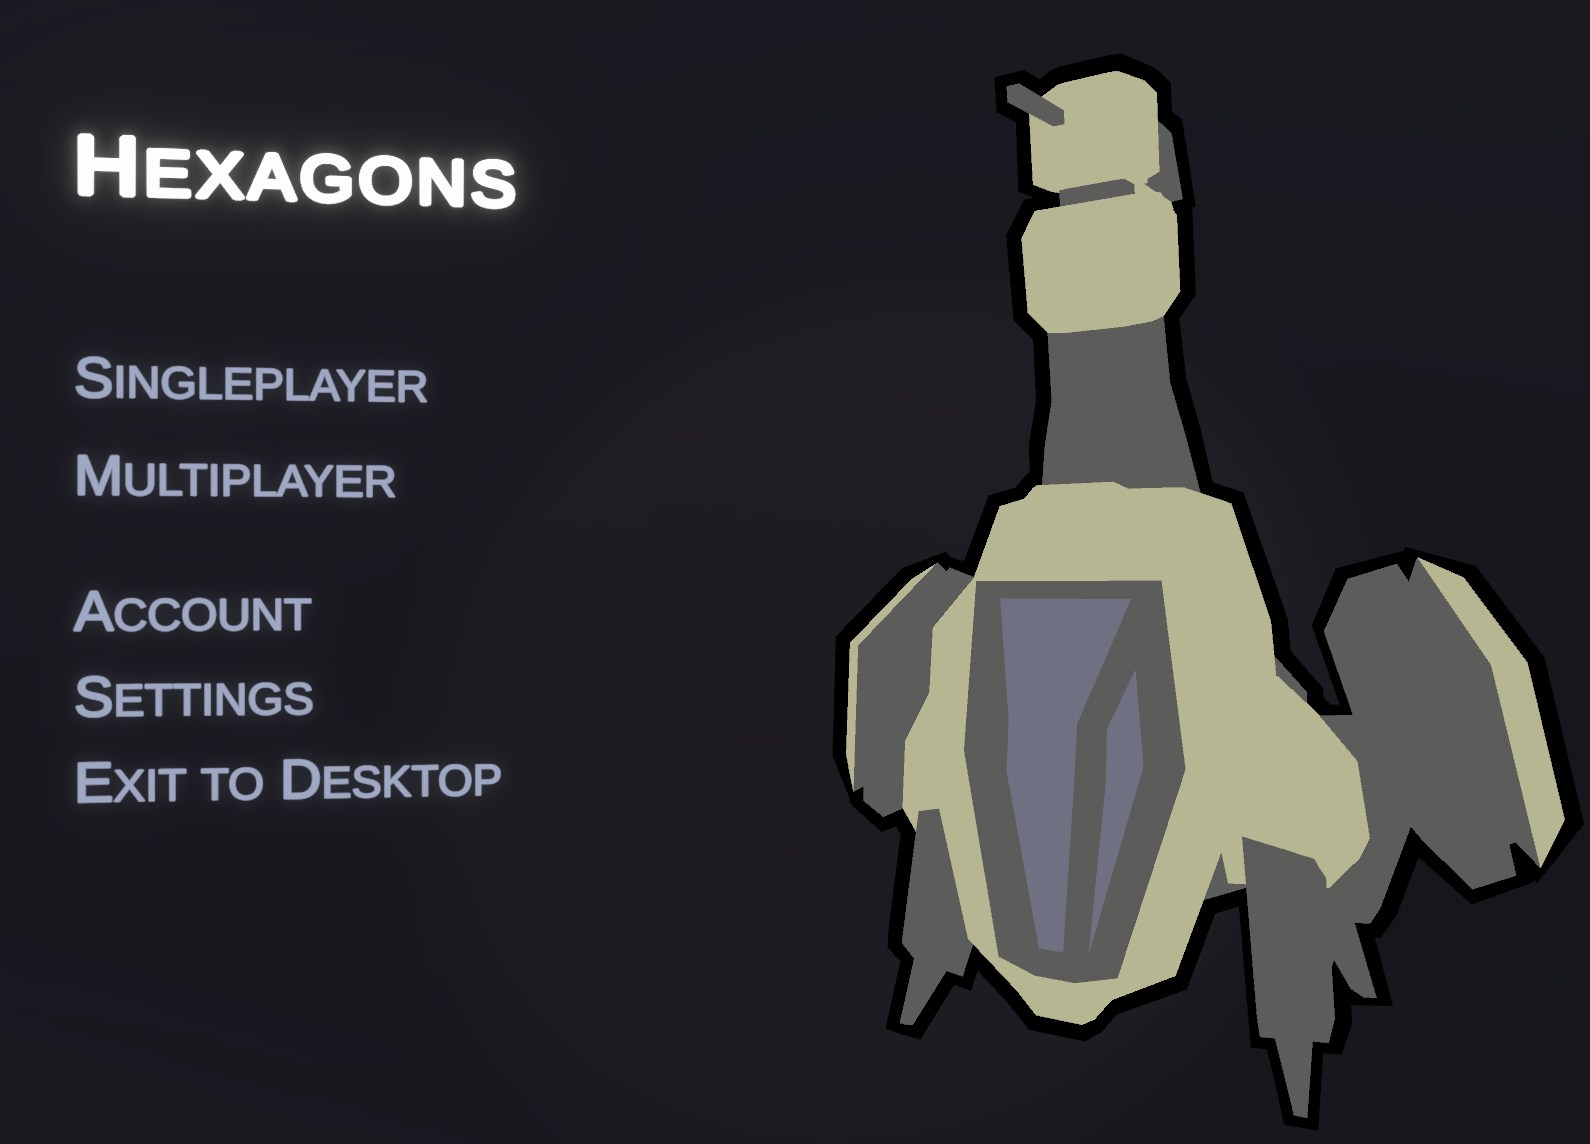 Hexagons
Singleplayer
Multiplayer
Account
Settings
Exit to Desktop